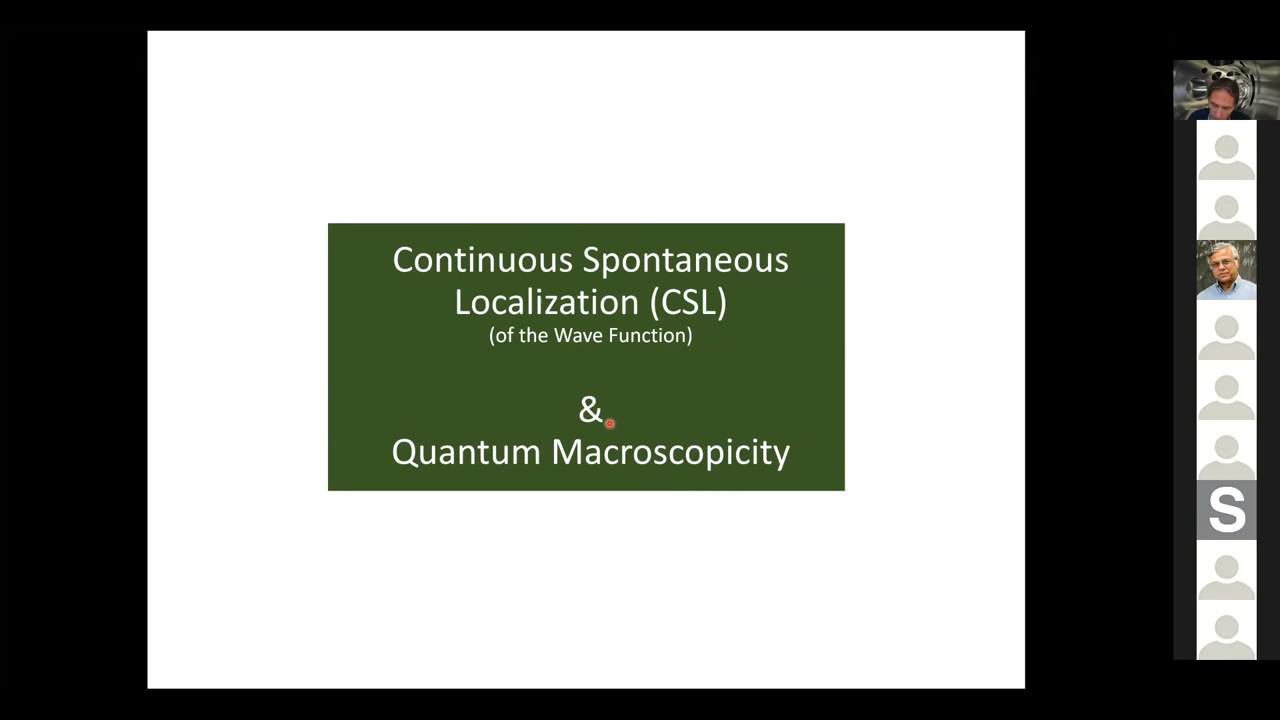 Continuous Spontaneous
Localization (CSL)
(of the Wave Function)
&
Quantum Macroscopicity
S